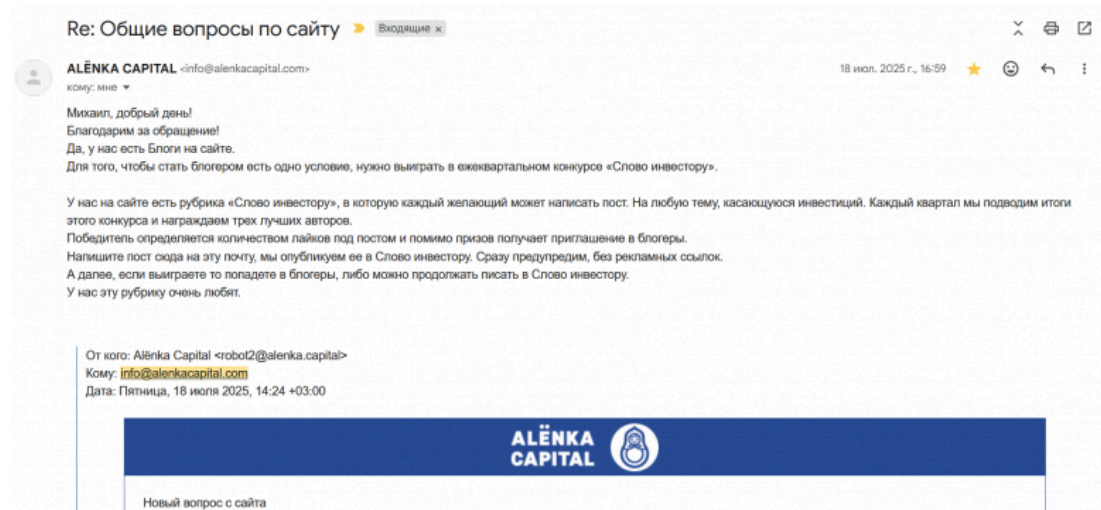 Re: Общие вопросы по сайту Входящие ×
ALЁNKA CAPITAL <info@alenkacapital.com> 18 июл. 2025 г., 16:59
кому: мне
Михаил, добрый день!
Благодарим за обращение!
Да, у нас есть Блоги на сайте.
Для того, чтобы стать блогером есть одно условие, нужно выиграть в ежеквартальном конкурсе «Слово инвестору».
У нас на сайте есть рубрика «Слово инвестору», в которую каждый желающий может написать пост. На любую тему, касающуюся инвестиций. Каждый квартал мы подводим итоги
этого конкурса и награждаем трех лучших авторов.
Победитель определяется количеством лайков под постом и помимо призов получает приглашение в блогеры.
Напишите пост сюда на эту почту, мы опубликуем ее в Слово инвестору. Сразу предупредим, без рекламных ссылок.
А далее, если выиграете то попадете в блогеры, либо можно продолжать писать в Слово инвестору.
У нас эту рубрику очень любят.
От кого: Alёnka Capital <robot2@alenka.capital>
Кому: info@alenkacapital.com
Дата: Пятница, 18 июля 2025, 14:24 +03:00
ALЁNKA
CAPITAL
Новый вопрос с сайта